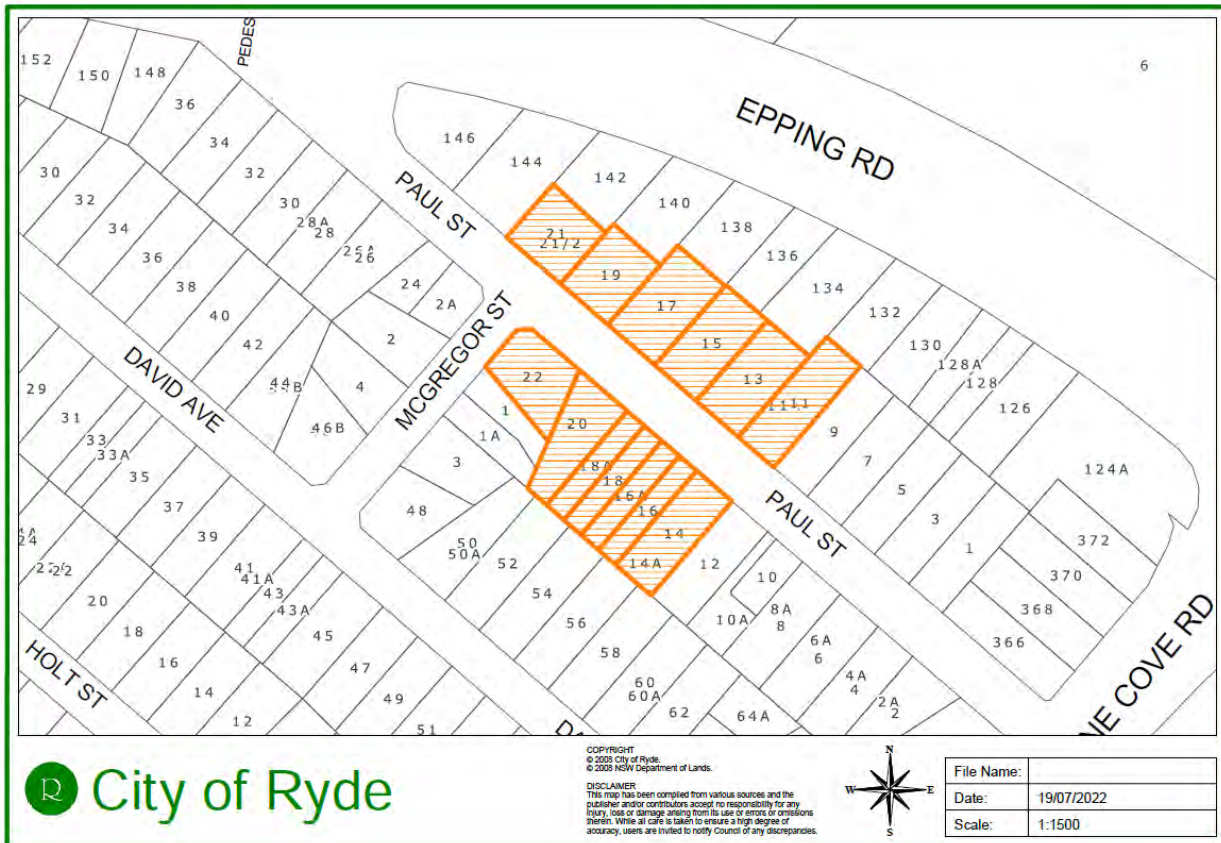 PEDES
6
152
150
148
36
34
32
30
28A
28
26
24
2A
2
4
30
32
34
36
38
40
42
44
46B
146
144
142
140
138
136
134
132
130
128A
128
126
124A
EPPING RD
PAUL ST
MCGREGOR ST
DAVID AVE
21
21/2
19
17
15
13
11
9
7
5
3
1
372
370
368
366
22
20
18A
18
16A
16
14
14A
12
10
10A
8A
8
6A
6
4A
4
2A
2
1
1A
3
48
50
50A
52
54
56
58
60
60A
62
64A
PAUL ST
NE COVE RD
29
31
33
33A
35
37
39
41
41A
43
43A
45
47
49
51
24
22
20
18
16
14
12
HOLT ST
DA
R
City of Ryde
COPYRIGHT
© 2008 City of Ryde.
© 2008 NSW Department of Lands.
DISCLAIMER
This map has been compiled from various sources and the
publisher and/or contributors accept no responsibility for any
injury, loss or damage arising from its use or errors or omissions
therein. While all care is taken to ensure a high degree of
accuracy, users are invited to notify Council of any discrepancies.
N
W
E
S
File Name:
Date: 19/07/2022
Scale: 1:1500